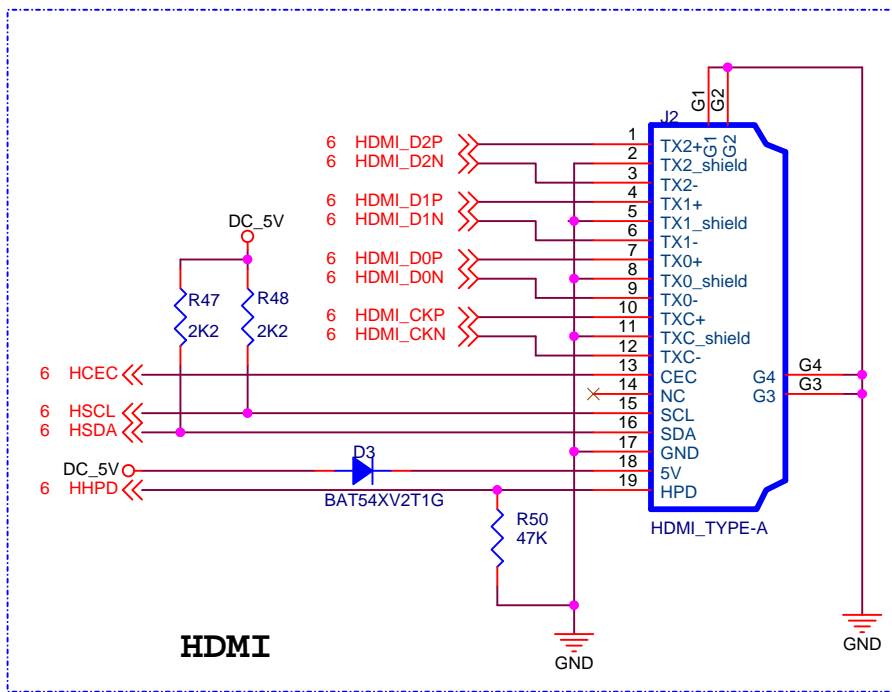 G1
G2
J2
G1
G2
6 HDMI_D2P
1
TX2+
6 HDMI_D2N
2
TX2_shield
3
TX2-
6 HDMI_D1P
4
TX1+
6 HDMI_D1N
5
TX1_shield
6
TX1-
DC_5V
6 HDMI_D0P
7
TX0+
6 HDMI_D0N
8
TX0_shield
R47
R48
9
TX0-
2K2
2K2
6 HDMI_CKP
10
TXC+
6 HDMI_CKN
11
TXC_shield
12
TXC-
6 HCEC
13
CEC
G4
G4
14
NC
G3
G3
6 HSCL
15
SCL
6 HSDA
16
SDA
17
GND
DC_5V
D3
18
5V
6 HHPD
BAT54XV2T1G
19
HPD
R50
47K
HDMI_TYPE-A
HDMI
GND
GND